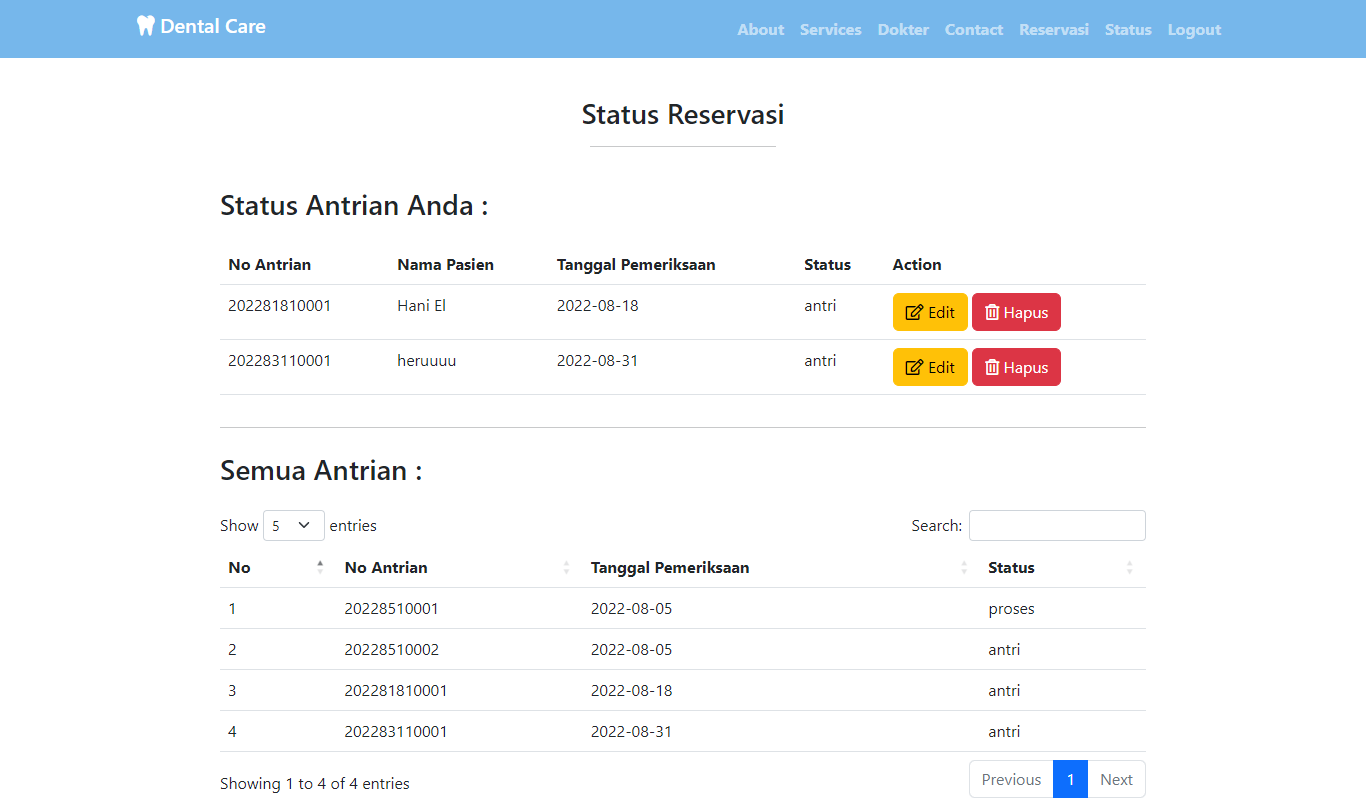 Dental Care About Services Dokter Contact Reservasi Status Logout
Status Reservasi
Status Antrian Anda :
No Antrian Nama Pasien Tanggal Pemeriksaan Status Action
202281810001 Hani El 2022-08-18 antri Edit Hapus
202283110001 heruuuu 2022-08-31 antri Edit Hapus
Semua Antrian :
Show 5 entries Search:
No No Antrian Tanggal Pemeriksaan Status
1 20228510001 2022-08-05 proses
2 20228510002 2022-08-05 antri
3 202281810001 2022-08-18 antri
4 202283110001 2022-08-31 antri
Showing 1 to 4 of 4 entries Previous 1 Next